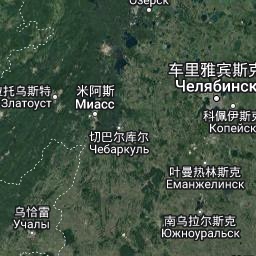 Озёрск
车里雅宾斯克
Челябинск
米阿斯
Миасс
拉托乌斯特
Златоуст
科佩伊斯克
Копейск
切巴尔库尔
Чебаркуль
叶曼热林斯克
Еманжелинск
乌恰雷
Учалы
南乌拉尔斯克
Южноуральск